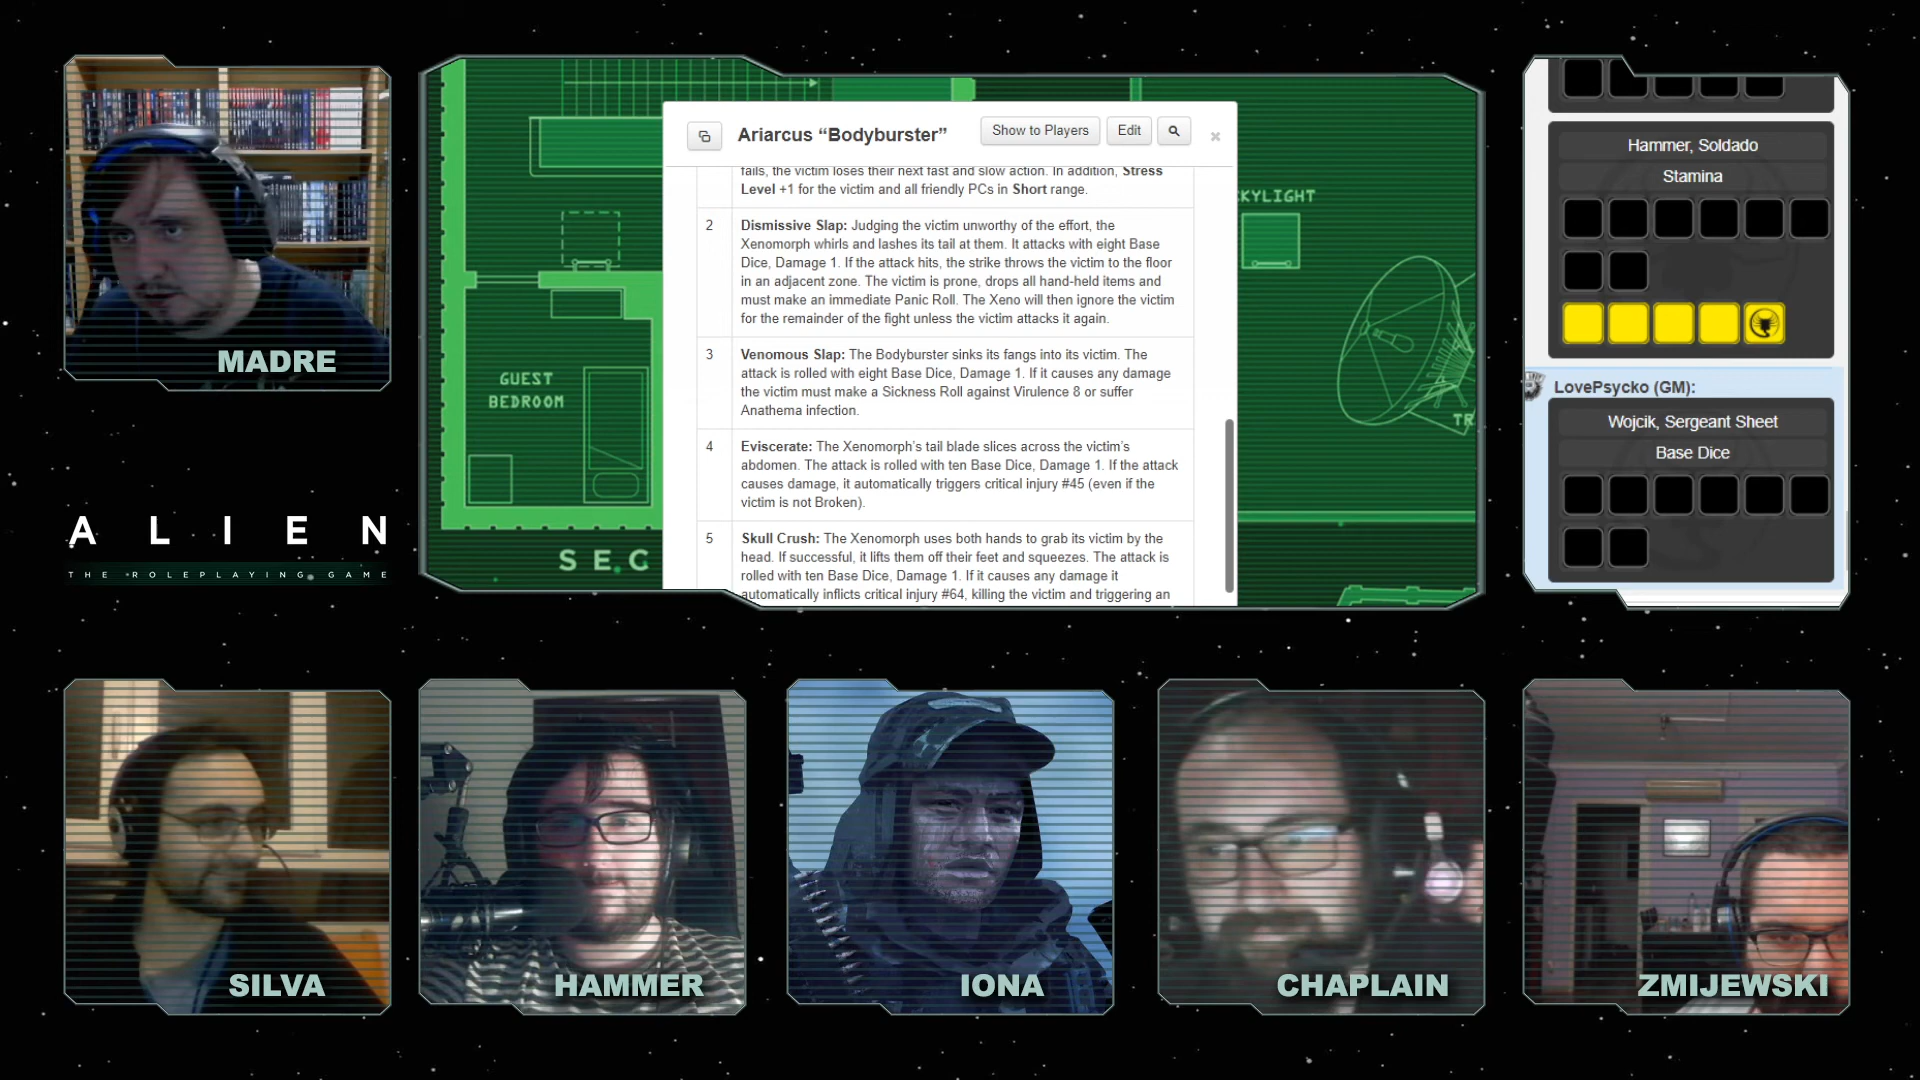 MADRE
A L I E N
THE ROLEPLAYING GAME
SKYLIGHT
GUEST
BEDROOM
SEC
TR
Ariarcus “Bodyburster”
Show to Players
Edit
fails, the victim loses their next fast and slow action. In addition, Stress
Level +1 for the victim and all friendly PCs in Short range.
2
Dismissive Slap: Judging the victim unworthy of the effort, the
Xenomorph whirls and lashes its tail at them. It attacks with eight Base
Dice, Damage 1. If the attack hits, the strike throws the victim to the floor
in an adjacent zone. The victim is prone, drops all hand-held items and
must make an immediate Panic Roll. The Xeno will then ignore the victim
for the remainder of the fight unless the victim attacks it again.
3
Venomous Slap: The Bodyburster sinks its fangs into its victim. The
attack is rolled with eight Base Dice, Damage 1. If it causes any damage
the victim must make a Sickness Roll against Virulence 8 or suffer
Anathema infection.
4
Eviscerate: The Xenomorph’s tail blade slices across the victim’s
abdomen. The attack is rolled with ten Base Dice, Damage 1. If the attack
causes damage, it automatically triggers critical injury #45 (even if the
victim is not Broken).
5
Skull Crush: The Xenomorph uses both hands to grab its victim by the
head. If successful, it lifts them off their feet and squeezes. The attack is
rolled with ten Base Dice, Damage 1. If it causes any damage it
automatically inflicts critical injury #64, killing the victim and triggering an
Hammer, Soldado
Stamina
LovePsycko (GM):
Wojcik, Sergeant Sheet
Base Dice
SILVA
HAMMER
IONA
CHAPLAIN
ZMIJEWSKI